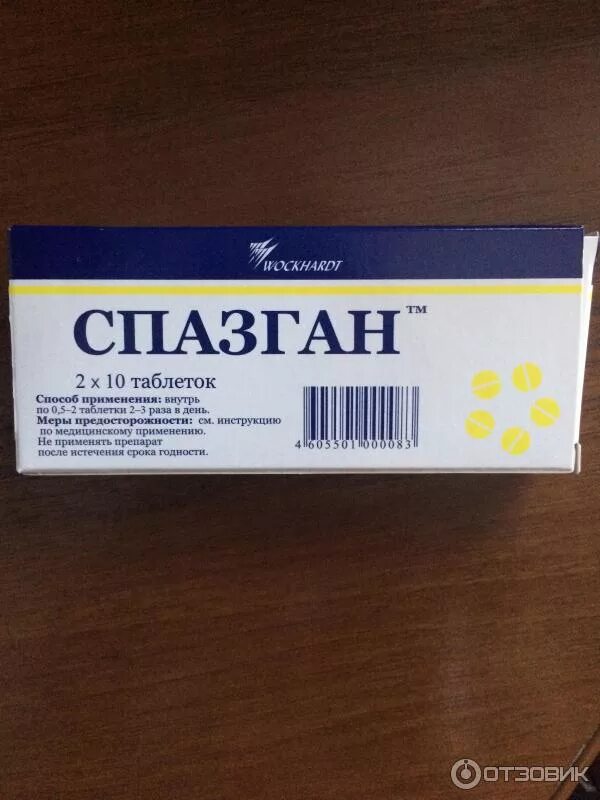 WOCKHARDT
СПАЗГАН™
2 x 10 таблеток
Способ применения: внутрь
по 0,5–2 таблетки 2–3 раза в день.
Меры предосторожности: см. инструкцию
по медицинскому применению.
Не применять препарат
после истечения срока годности.
4 605501 000083
ОТЗОВИК